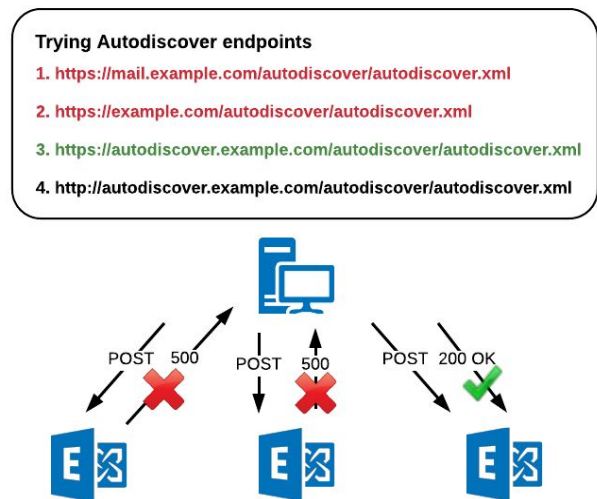 Trying Autodiscover endpoints
1. https://mail.example.com/autodiscover/autodiscover.xml
2. https://example.com/autodiscover/autodiscover.xml
3. https://autodiscover.example.com/autodiscover/autodiscover.xml
4. http://autodiscover.example.com/autodiscover/autodiscover.xml
POST 500 POST 500 POST 200 OK
E E E